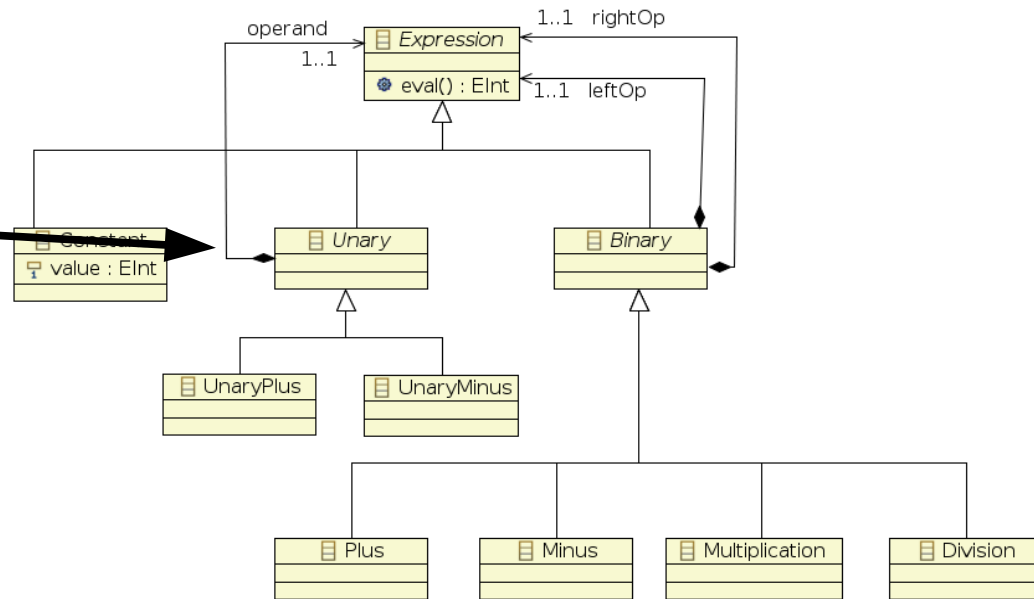 operand
1..1
Expression
eval() : EInt
1..1 rightOp
1..1 leftOp
Constant
value : EInt
Unary
Binary
UnaryPlus
UnaryMinus
Plus
Minus
Multiplication
Division